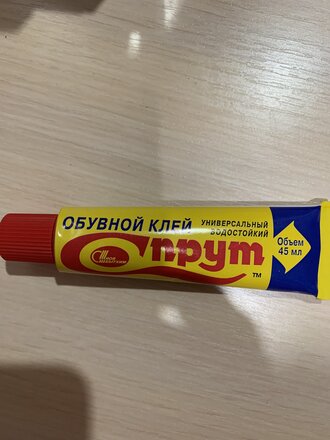 ОБУВНОЙ КЛЕЙ
УНИВЕРСАЛЬНЫЙ
ВОДОСТОЙКИЙ
Спрут
TM
Объем
45 мл